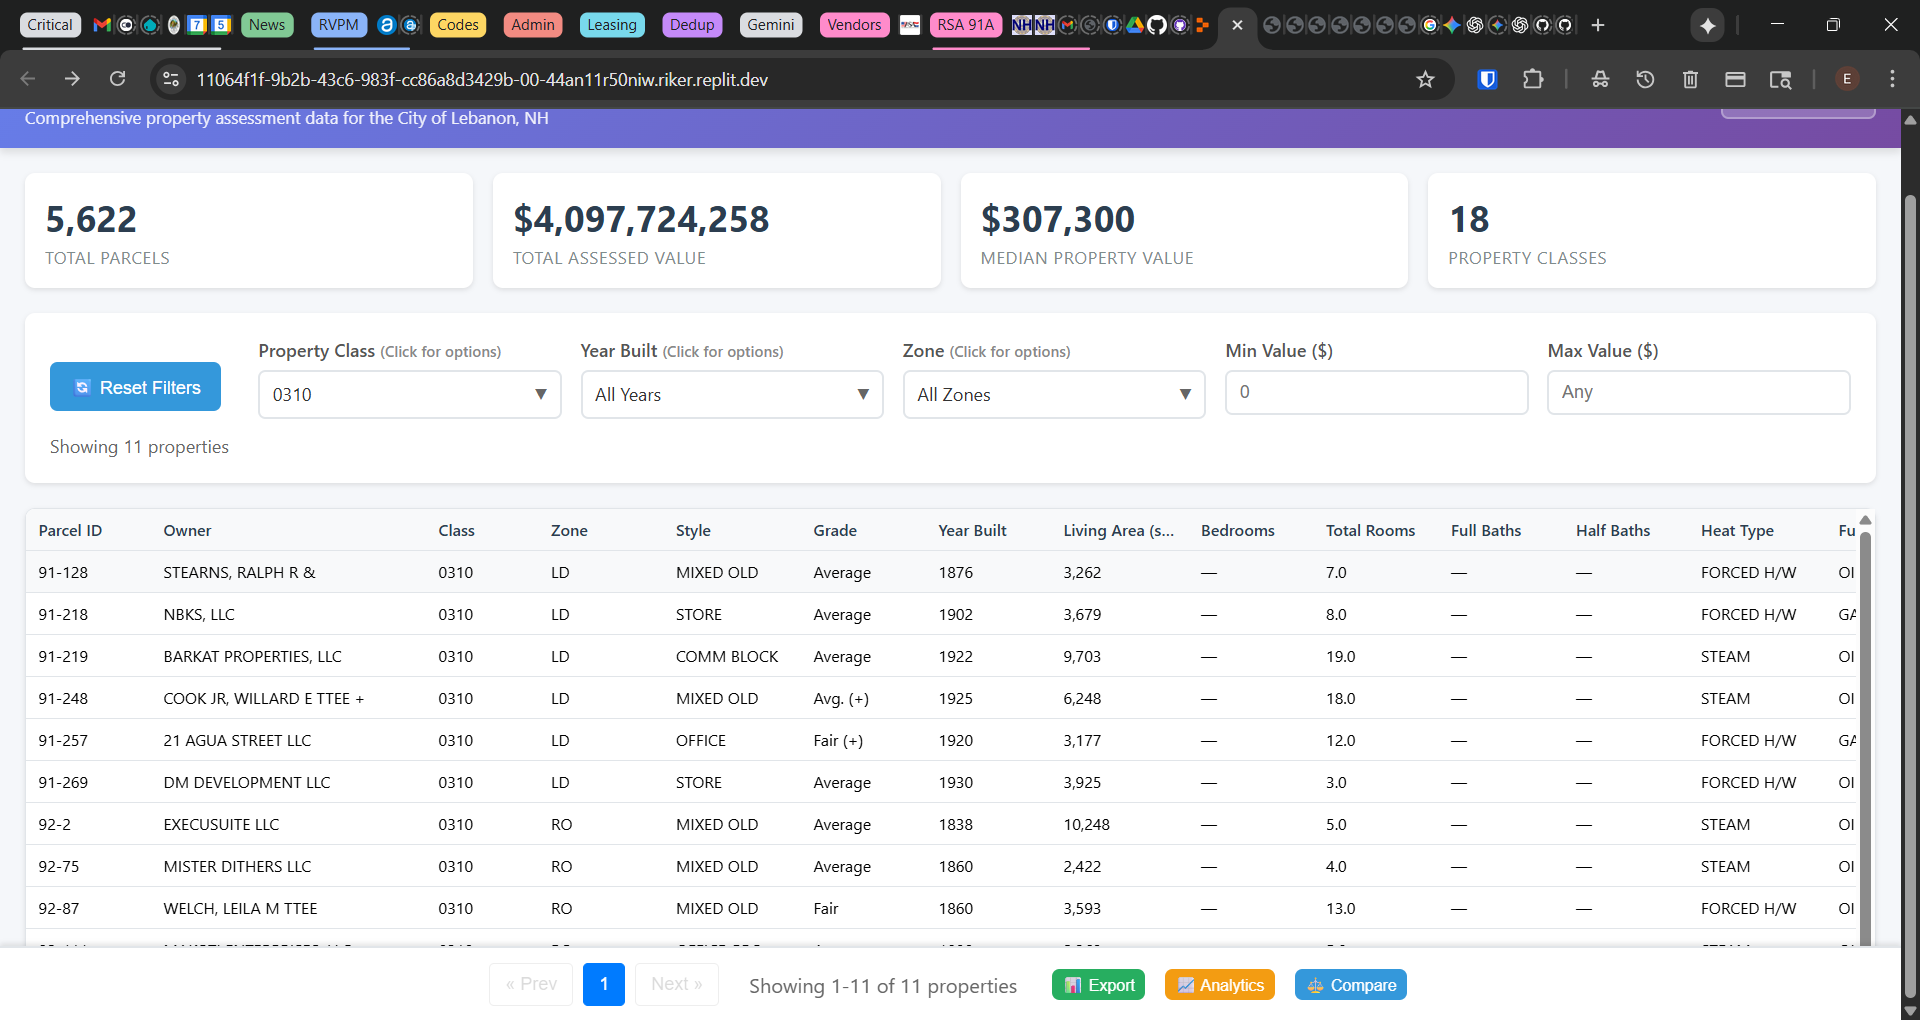 Critical
7
5
News
RVPM
Codes
Admin
Leasing
Dedup
Gemini
Vendors
RSA 91A
NH
NH
11064f1f-9b2b-43c6-983f-cc86a8d3429b-00-44an11r50niw.riker.replit.dev
E
Comprehensive property assessment data for the City of Lebanon, NH
5,622
TOTAL PARCELS
$4,097,724,258
TOTAL ASSESSED VALUE
$307,300
MEDIAN PROPERTY VALUE
18
PROPERTY CLASSES
Reset Filters
Property Class (Click for options)
0310
Year Built (Click for options)
All Years
Zone (Click for options)
All Zones
Min Value ($)
0
Max Value ($)
Any
Showing 11 properties
Parcel ID Owner Class Zone Style Grade Year Built Living Area (s... Bedrooms Total Rooms Full Baths Half Baths Heat Type Fu
91-128 STEARNS, RALPH R & 0310 LD MIXED OLD Average 1876 3,262 — 7.0 — — FORCED H/W OI
91-218 NBKS, LLC 0310 LD STORE Average 1902 3,679 — 8.0 — — FORCED H/W GA
91-219 BARKAT PROPERTIES, LLC 0310 LD COMM BLOCK Average 1922 9,703 — 19.0 — — STEAM OI
91-248 COOK JR, WILLARD E TTEE + 0310 LD MIXED OLD Avg. (+) 1925 6,248 — 18.0 — — STEAM OI
91-257 21 AGUA STREET LLC 0310 LD OFFICE Fair (+) 1920 3,177 — 12.0 — — FORCED H/W GA
91-269 DM DEVELOPMENT LLC 0310 LD STORE Average 1930 3,925 — 3.0 — — FORCED H/W OI
92-2 EXECUSUITE LLC 0310 RO MIXED OLD Average 1838 10,248 — 5.0 — — STEAM OI
92-75 MISTER DITHERS LLC 0310 RO MIXED OLD Average 1860 2,422 — 4.0 — — STEAM OI
92-87 WELCH, LEILA M TTEE 0310 RO MIXED OLD Fair 1860 3,593 — 13.0 — — FORCED H/W OI
« Prev
1
Next »
Showing 1-11 of 11 properties
Export
Analytics
Compare